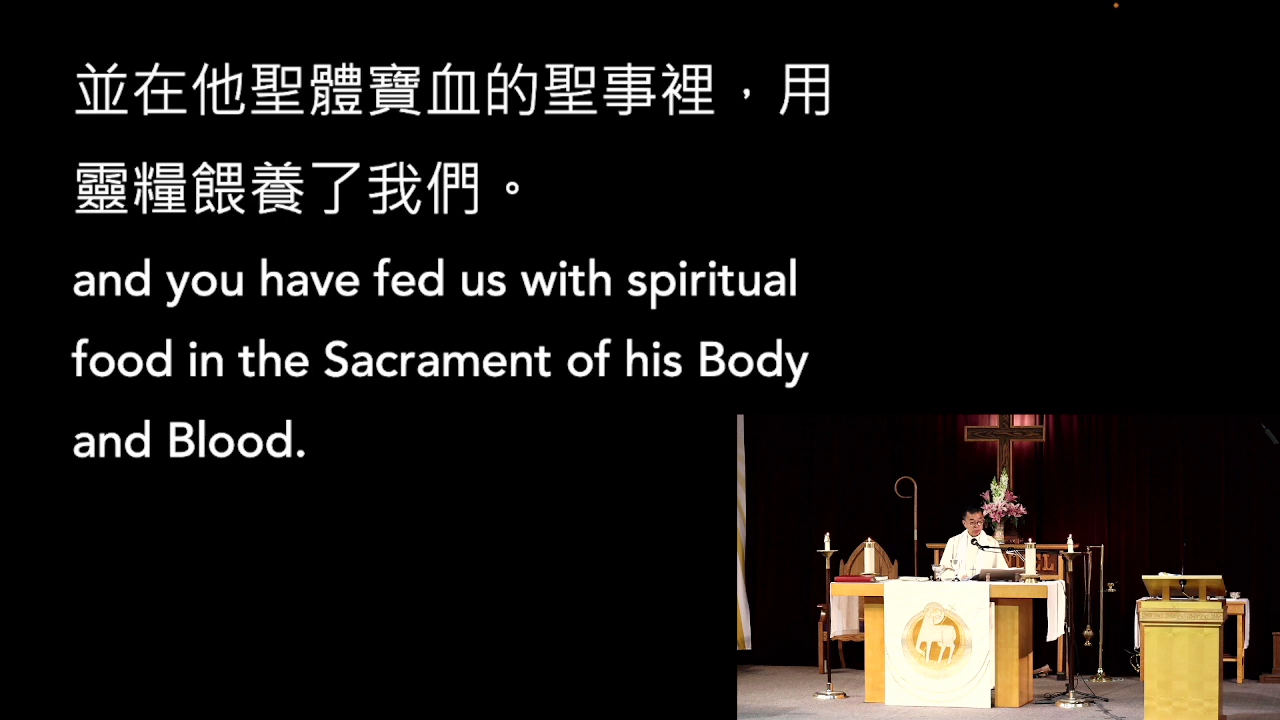 並在他聖體寶血的聖事裡，用
靈糧餵養了我們。
and you have fed us with spiritual
food in the Sacrament of his Body
and Blood.